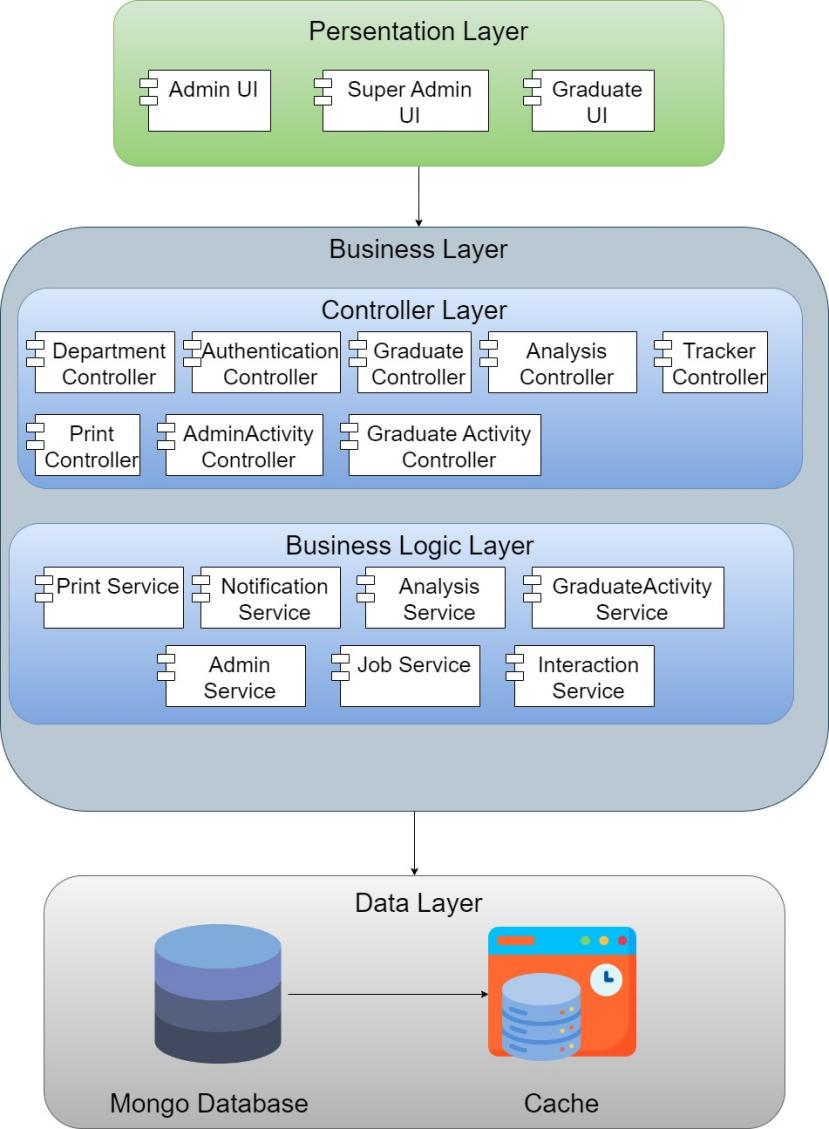 Persentation Layer
Admin UI
Super Admin
UI
Graduate
UI
Business Layer
Controller Layer
Department
Controller
Authentication
Controller
Graduate
Controller
Analysis
Controller
Tracker
Controller
Print
Controller
AdminActivity
Controller
Graduate Activity
Controller
Business Logic Layer
Print Service
Notification
Service
Analysis
Service
GraduateActivity
Service
Admin
Service
Job Service
Interaction
Service
Data Layer
Mongo Database
Cache